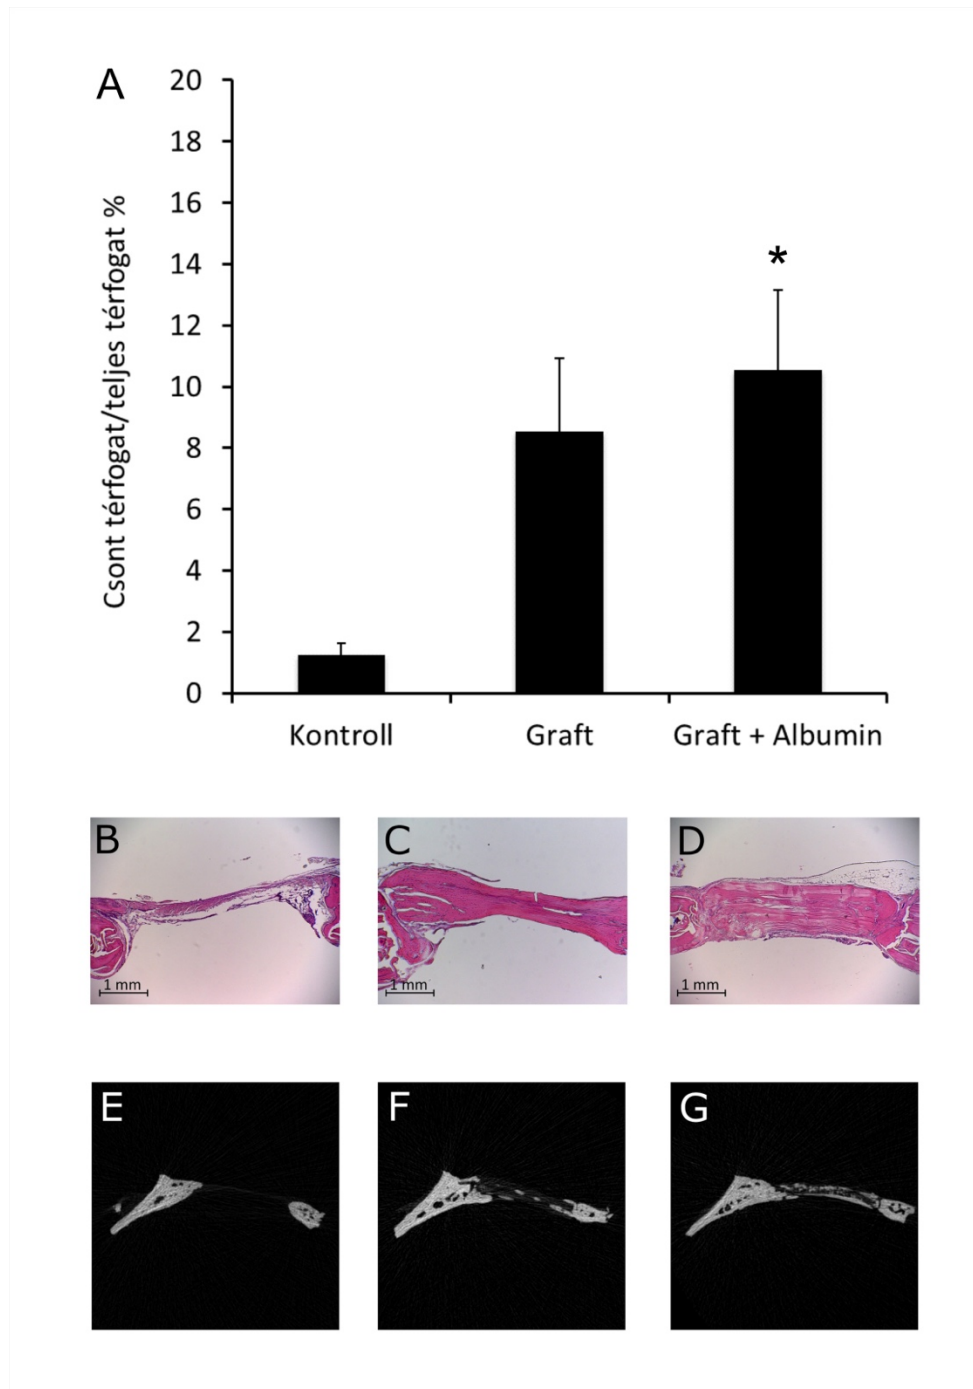 A
20
18
16
14
12
10
8
6
4
2
0
Csont térfogat/teljes térfogat %
*
Kontroll Graft Graft + Albumin
B C D
1 mm 1 mm 1 mm
E F G